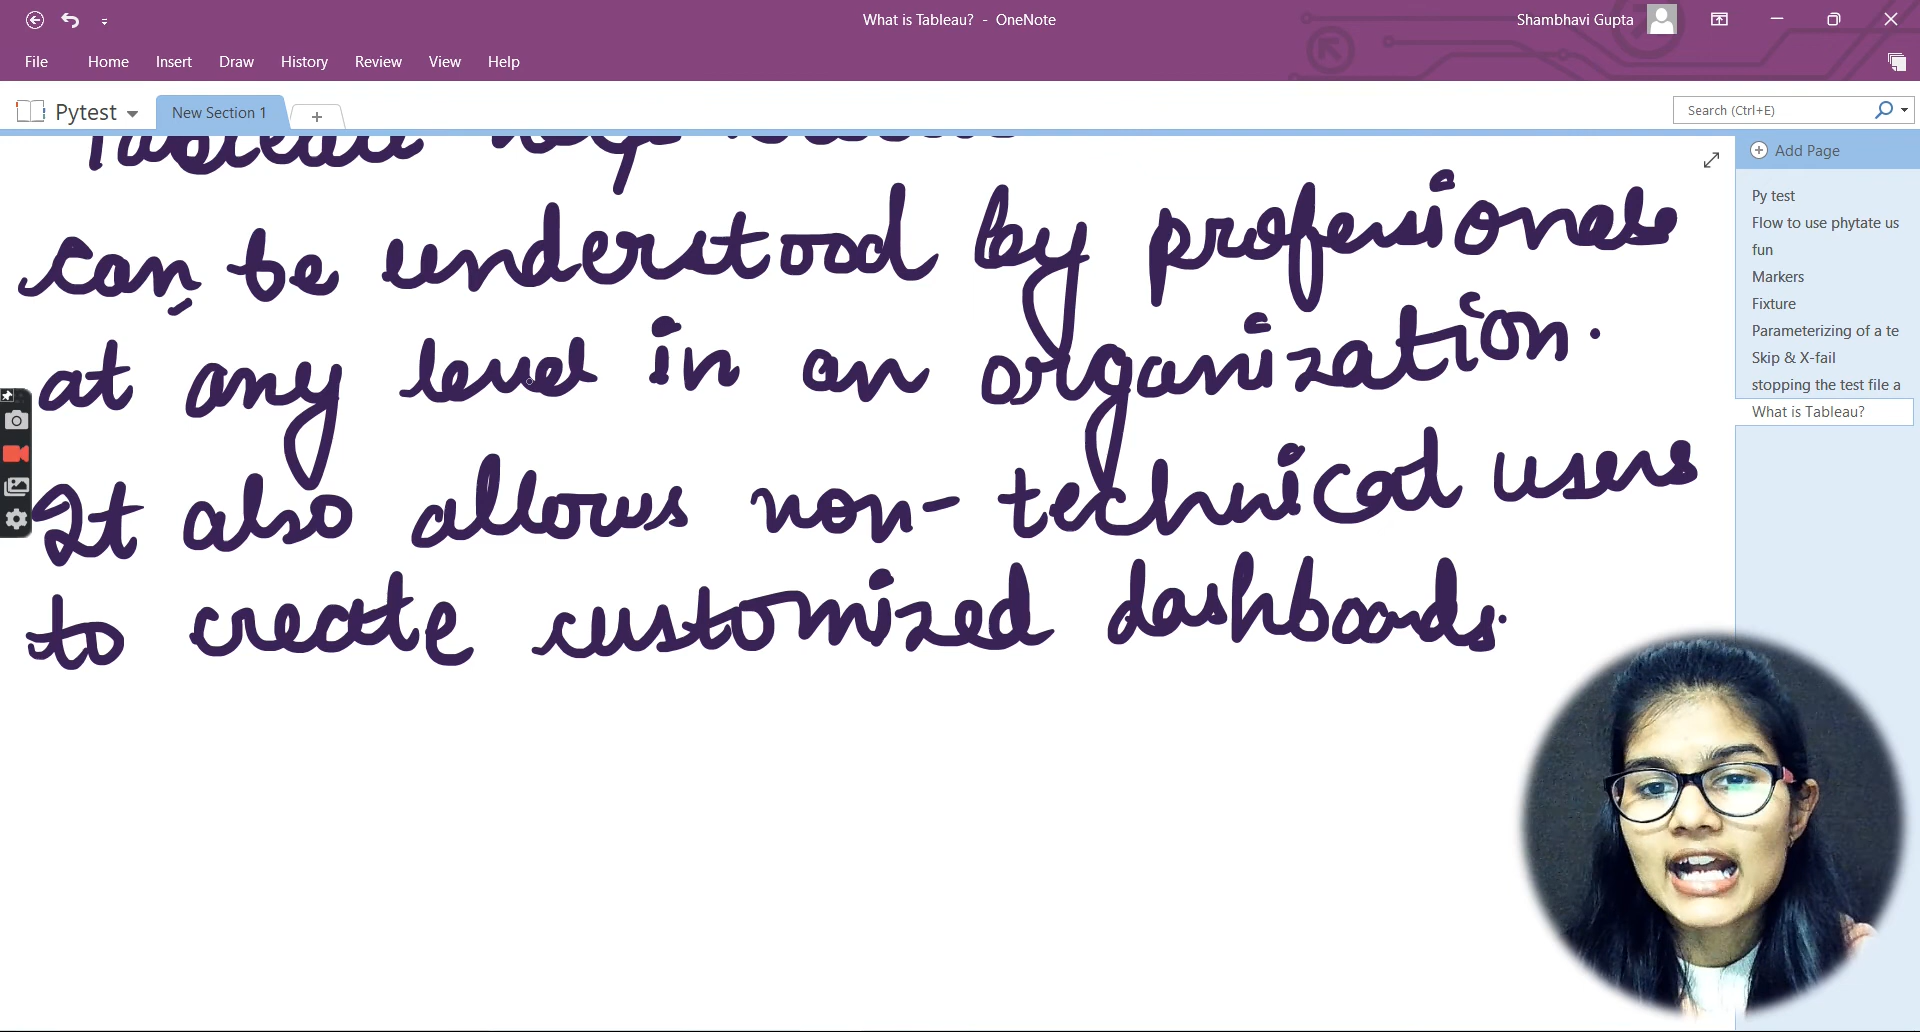 What is Tableau? - OneNote
Shambhavi Gupta
File Home Insert Draw History Review View Help
Pytest
New Section 1
+
Search (Ctrl+E)
Tableau helps
can be understood by professionals
at any level in an organization.
It also allows non-technical users
to create customized dashboards.
Add Page
Py test
Flow to use phytate us
fun
Markers
Fixture
Parameterizing of a te
Skip & X-fail
stopping the test file a
What is Tableau?